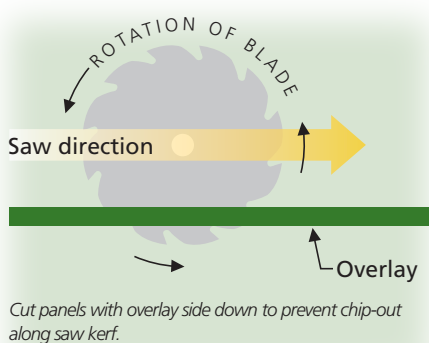 ROTATION OF BLADE
Saw direction
Overlay
Cut panels with overlay side down to prevent chip-out
along saw kerf.